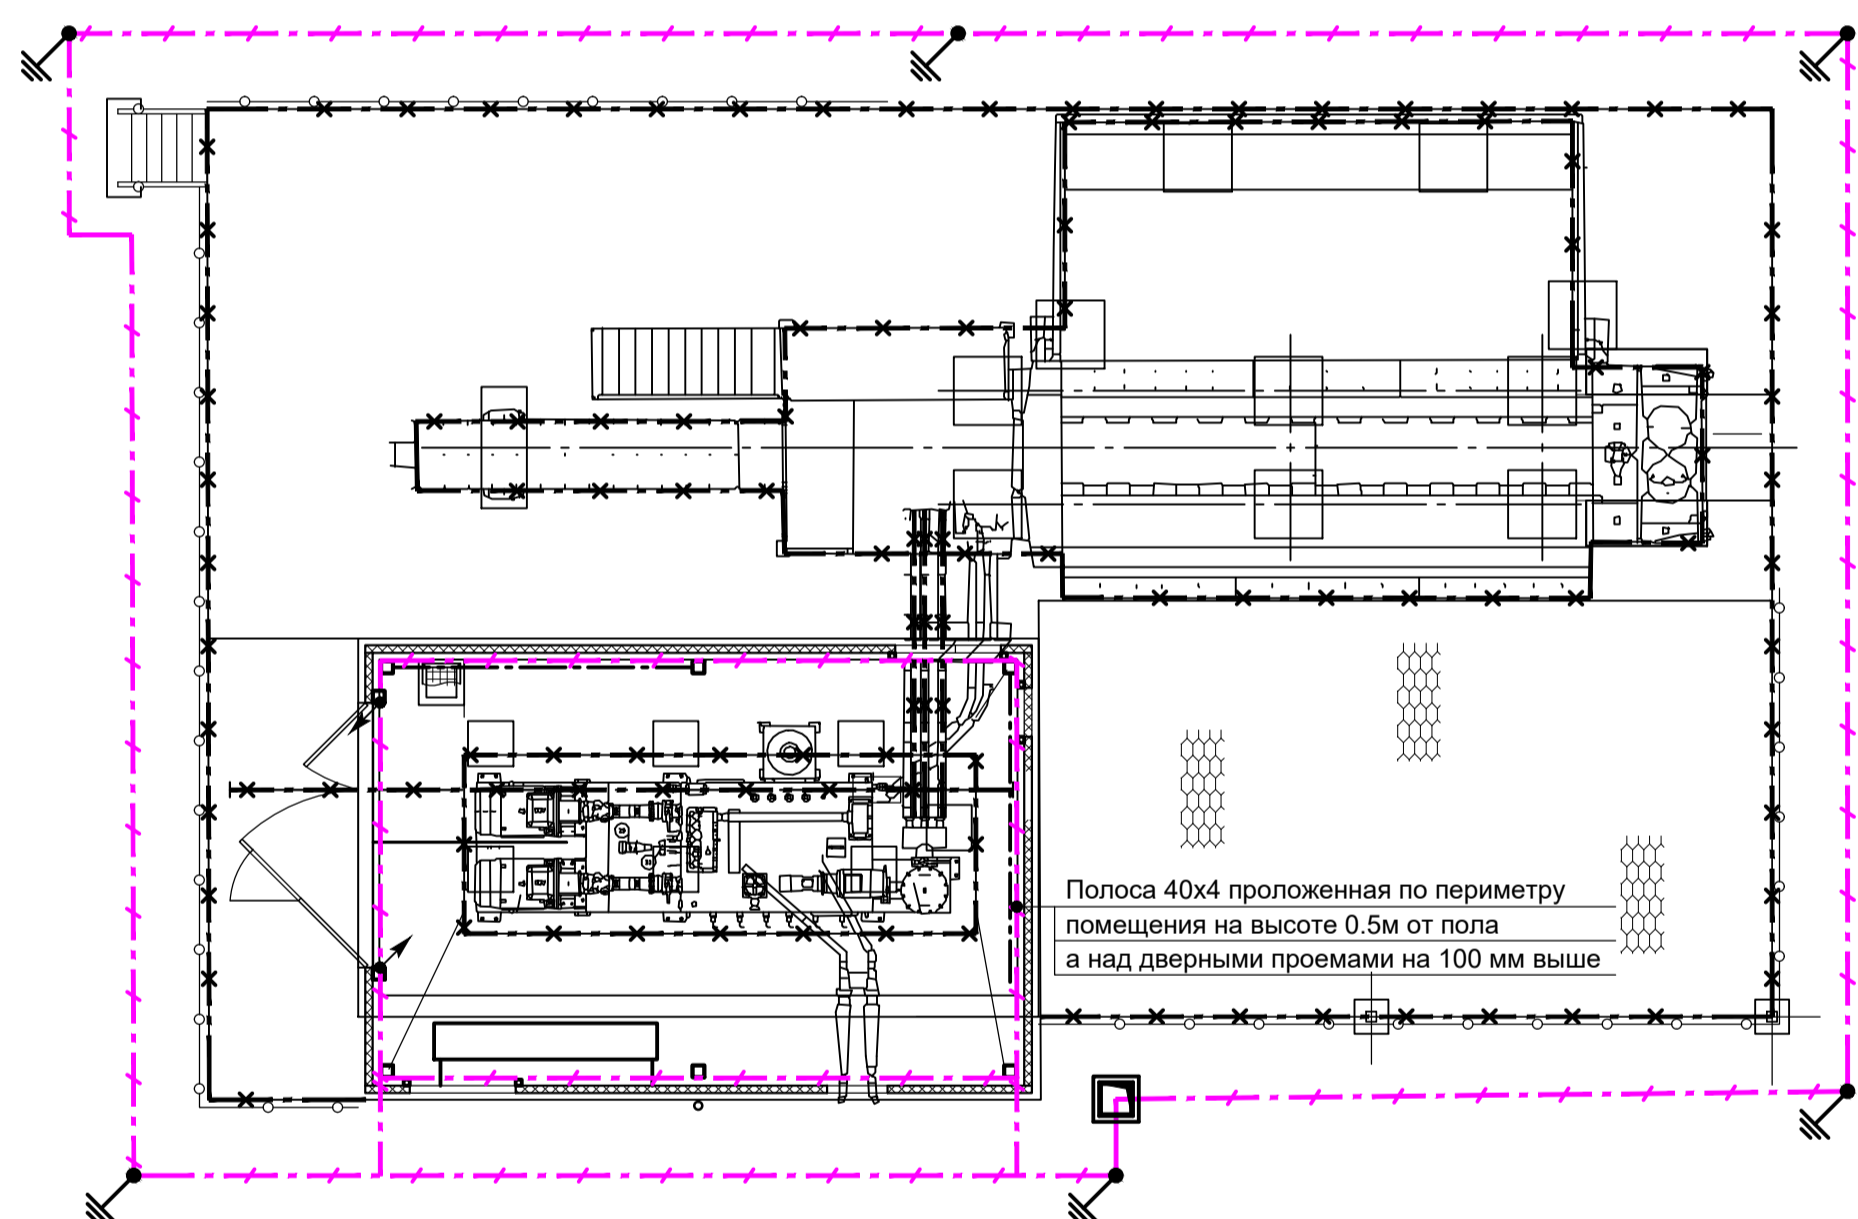 Полоса 40х4 проложенная по периметру
помещения на высоте 0.5м от пола
а над дверными проемами на 100 мм выше